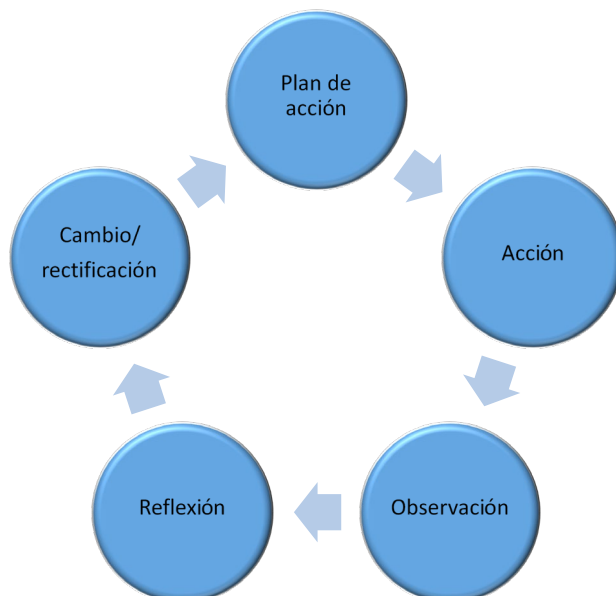 Plan de
acción
Acción
Observación
Reflexión
Cambio/
rectificación